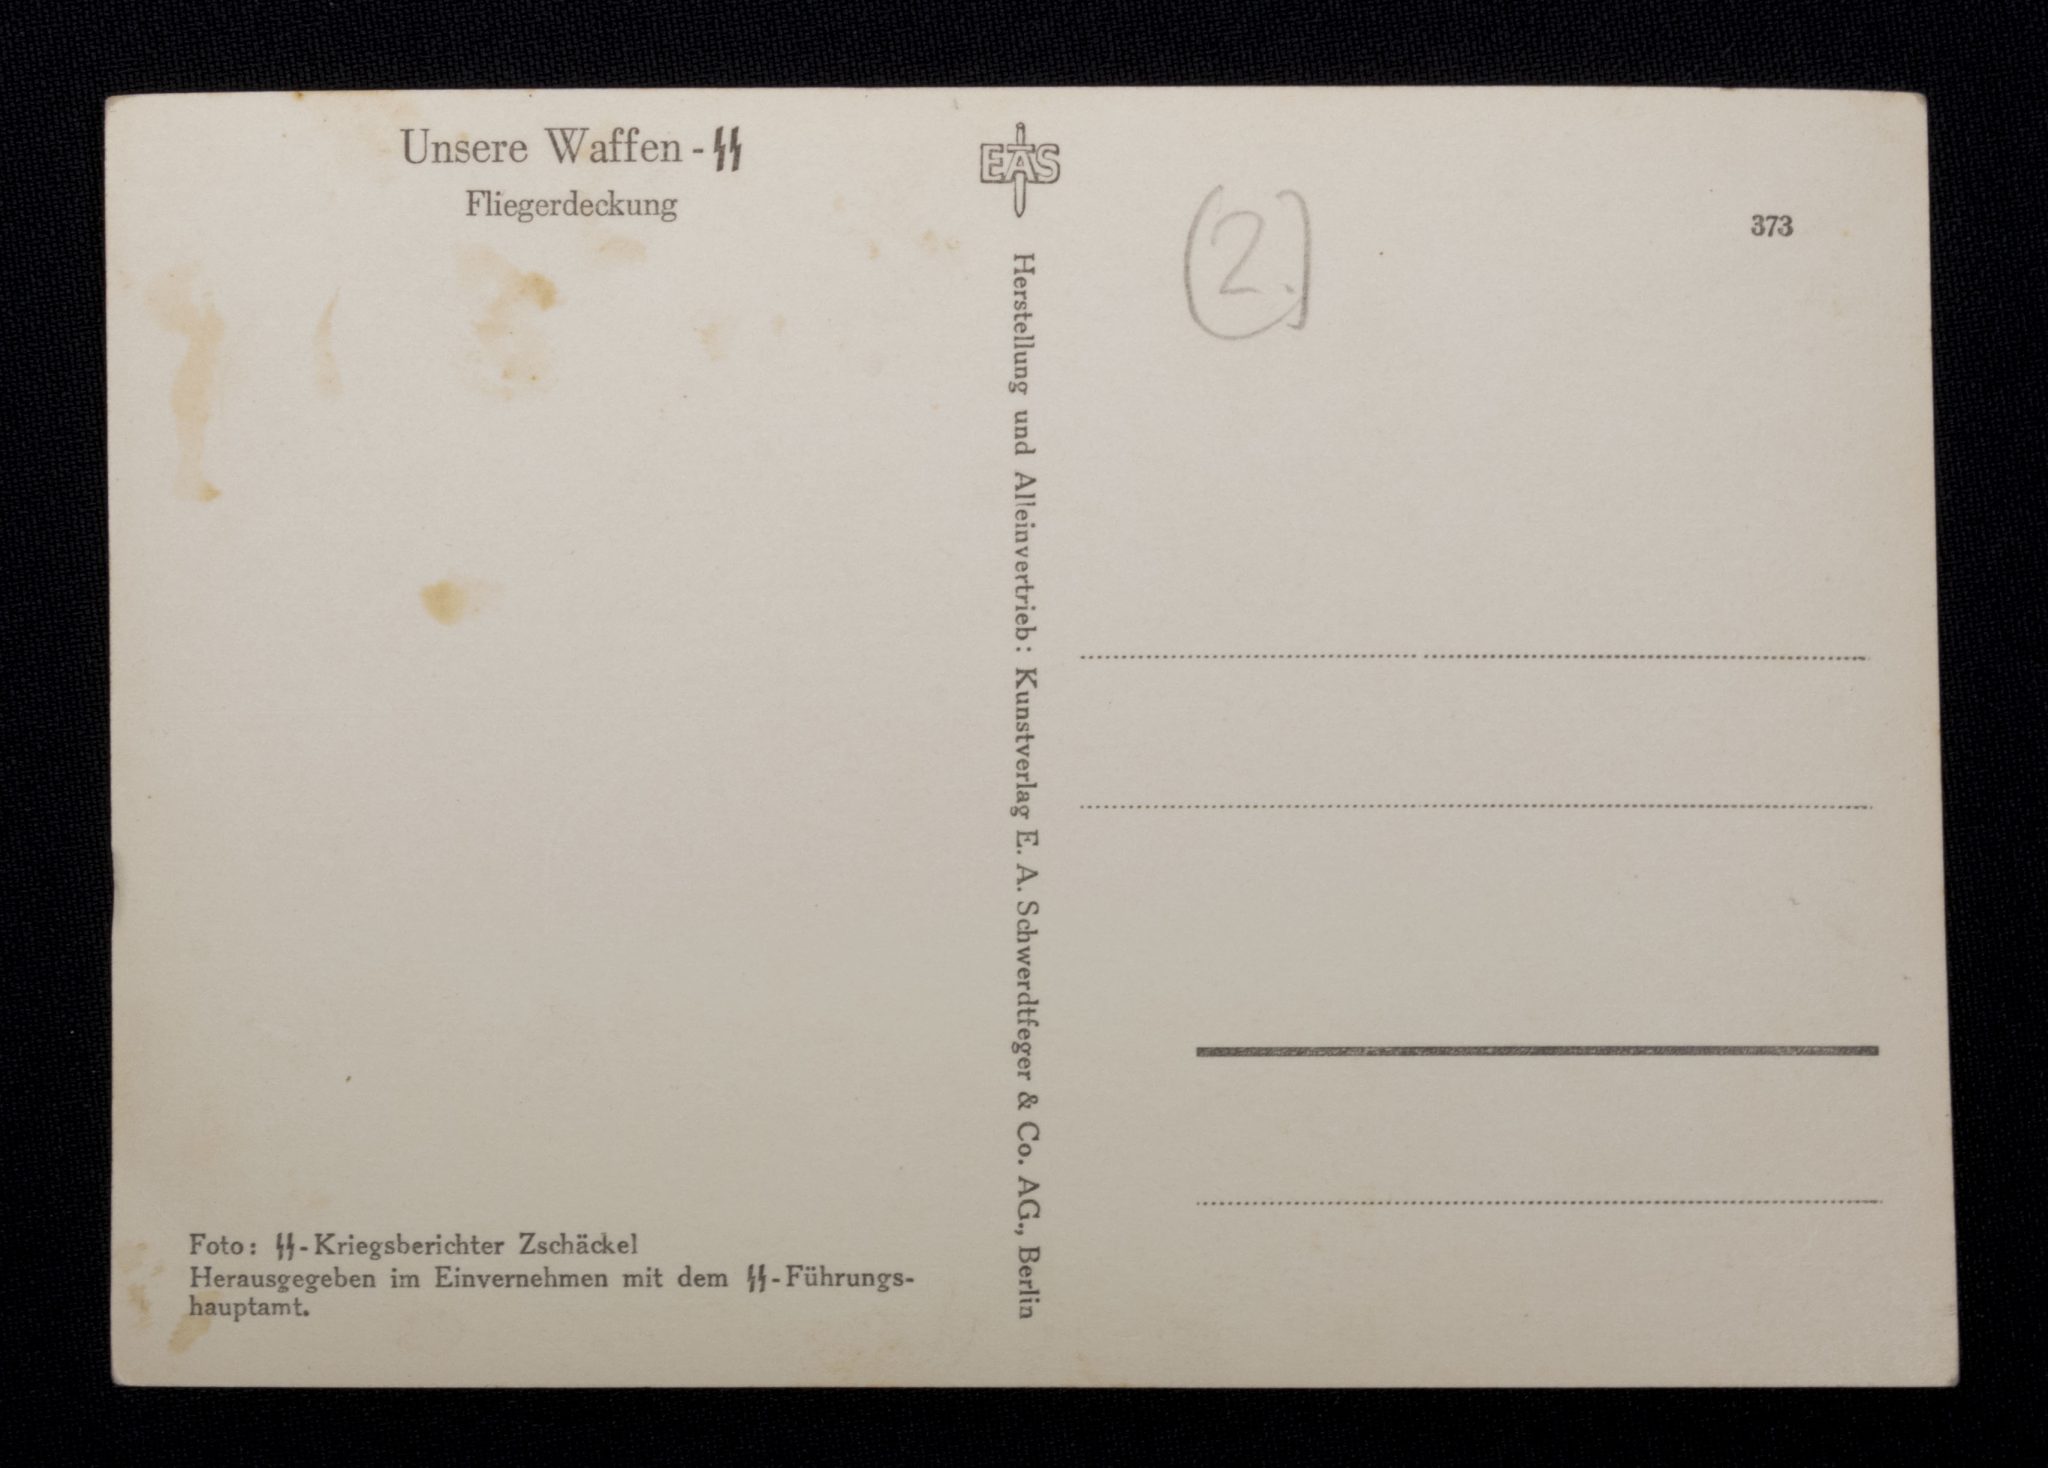 Unsere Waffen-SS
Fliegerdeckung
EAS
Herstellung und Alleinvertrieb: Kunstverlag E. A. Schwerdtfeger & Co. AG., Berlin
(2.)
373
Foto: SS-Kriegsberichter Zschäckel
Herausgegeben im Einvernehmen mit dem SS-Führungs-
hauptamt.